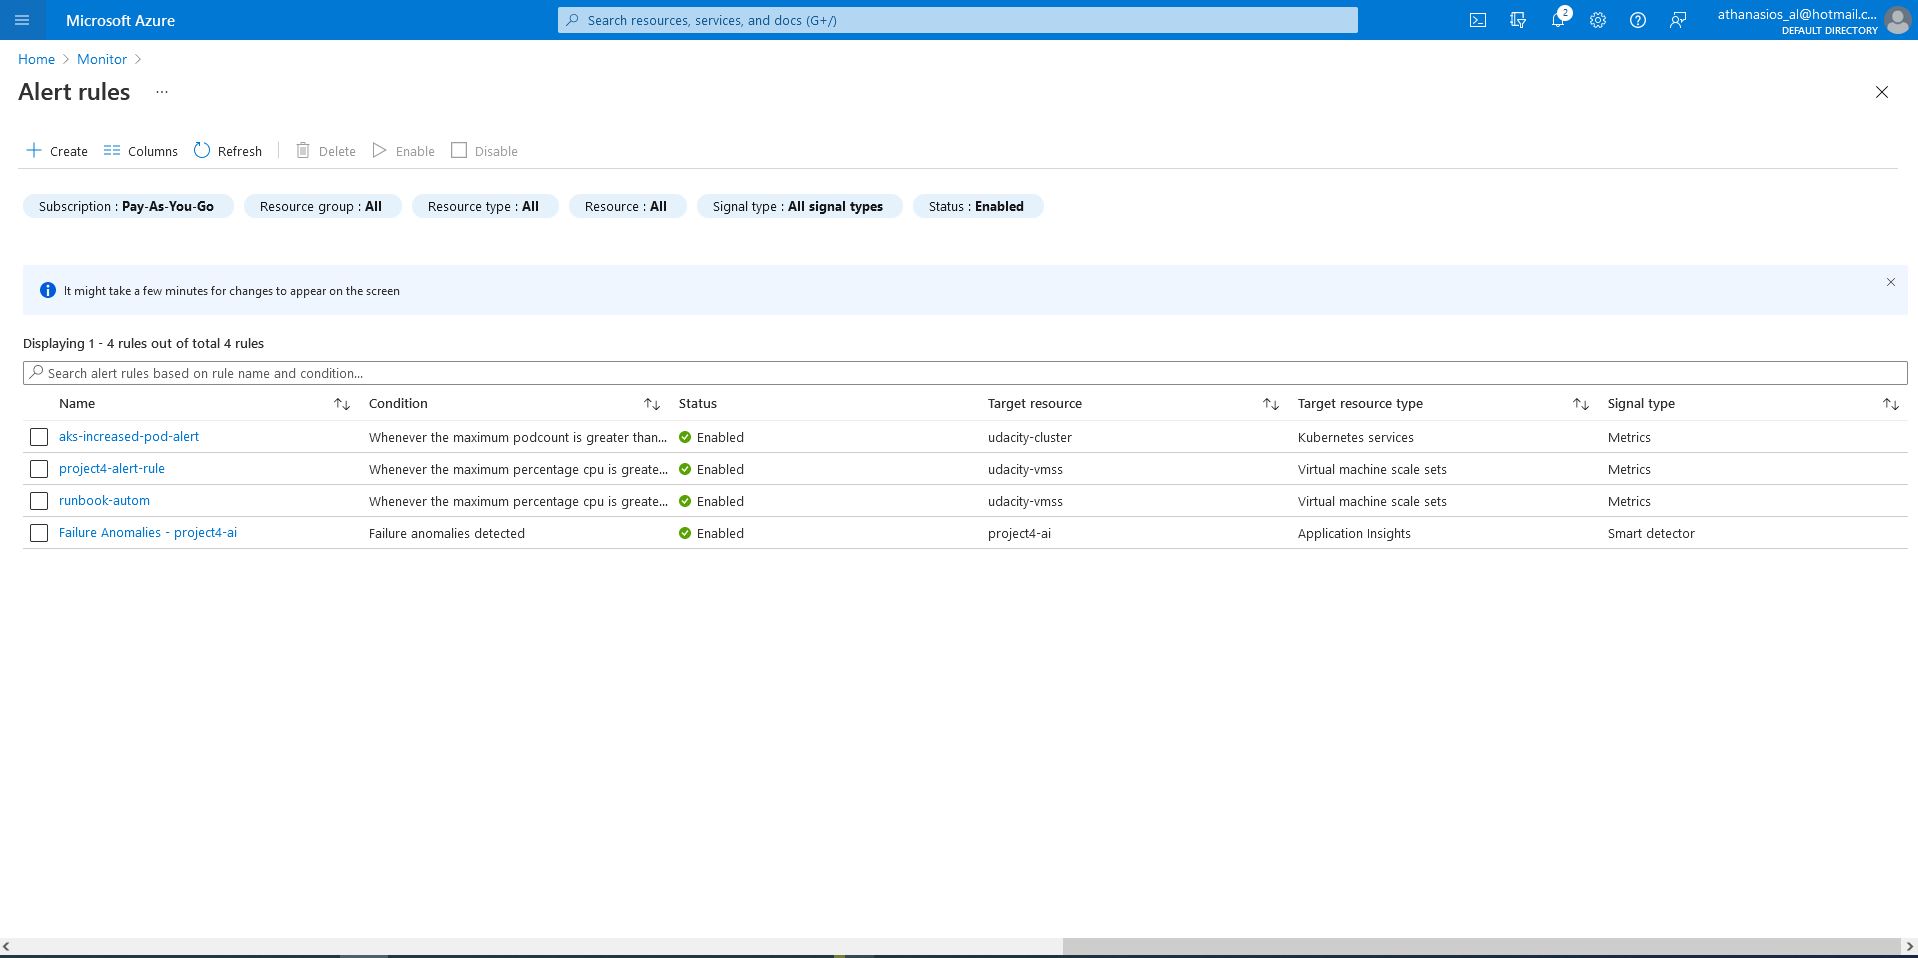 Microsoft Azure
Search resources, services, and docs (G+/)
2
athanasios_al@hotmail.c...
DEFAULT DIRECTORY
Home > Monitor >
Alert rules ...
Create Columns Refresh Delete Enable Disable
Subscription : Pay-As-You-Go Resource group : All Resource type : All Resource : All Signal type : All signal types Status : Enabled
It might take a few minutes for changes to appear on the screen
Displaying 1 - 4 rules out of total 4 rules
Search alert rules based on rule name and condition...
Name Condition Status Target resource Target resource type Signal type
aks-increased-pod-alert Whenever the maximum podcount is greater than... Enabled udacity-cluster Kubernetes services Metrics
project4-alert-rule Whenever the maximum percentage cpu is greate... Enabled udacity-vmss Virtual machine scale sets Metrics
runbook-autom Whenever the maximum percentage cpu is greate... Enabled udacity-vmss Virtual machine scale sets Metrics
Failure Anomalies - project4-ai Failure anomalies detected Enabled project4-ai Application Insights Smart detector